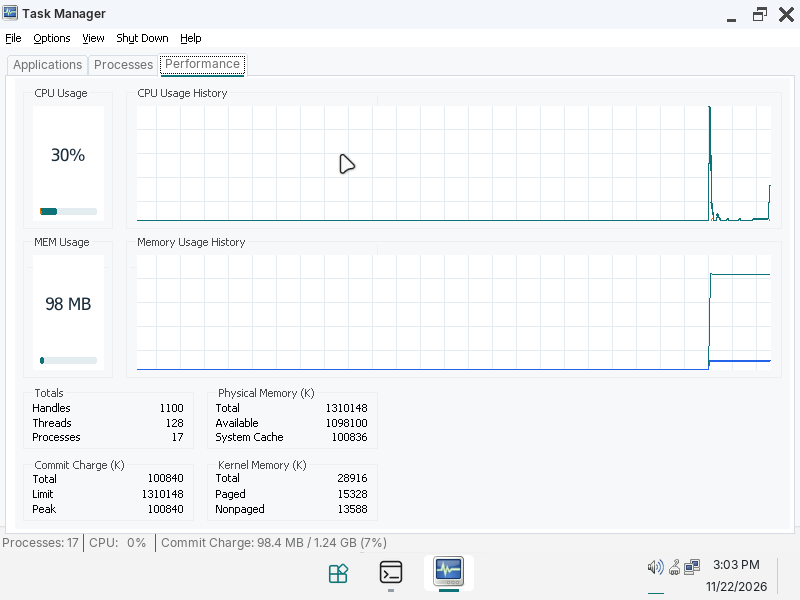 Task Manager
File Options View Shut Down Help
Applications Processes Performance
CPU Usage CPU Usage History
30%
MEM Usage Memory Usage History
98 MB
Totals
Handles 1100
Threads 128
Processes 17
Physical Memory (K)
Total 1310148
Available 1098100
System Cache 100836
Commit Charge (K)
Total 100840
Limit 1310148
Peak 100840
Kernel Memory (K)
Total 28916
Paged 15328
Nonpaged 13588
Processes: 17 CPU: 0% Commit Charge: 98.4 MB / 1.24 GB (7%)
3:03 PM
11/22/2026